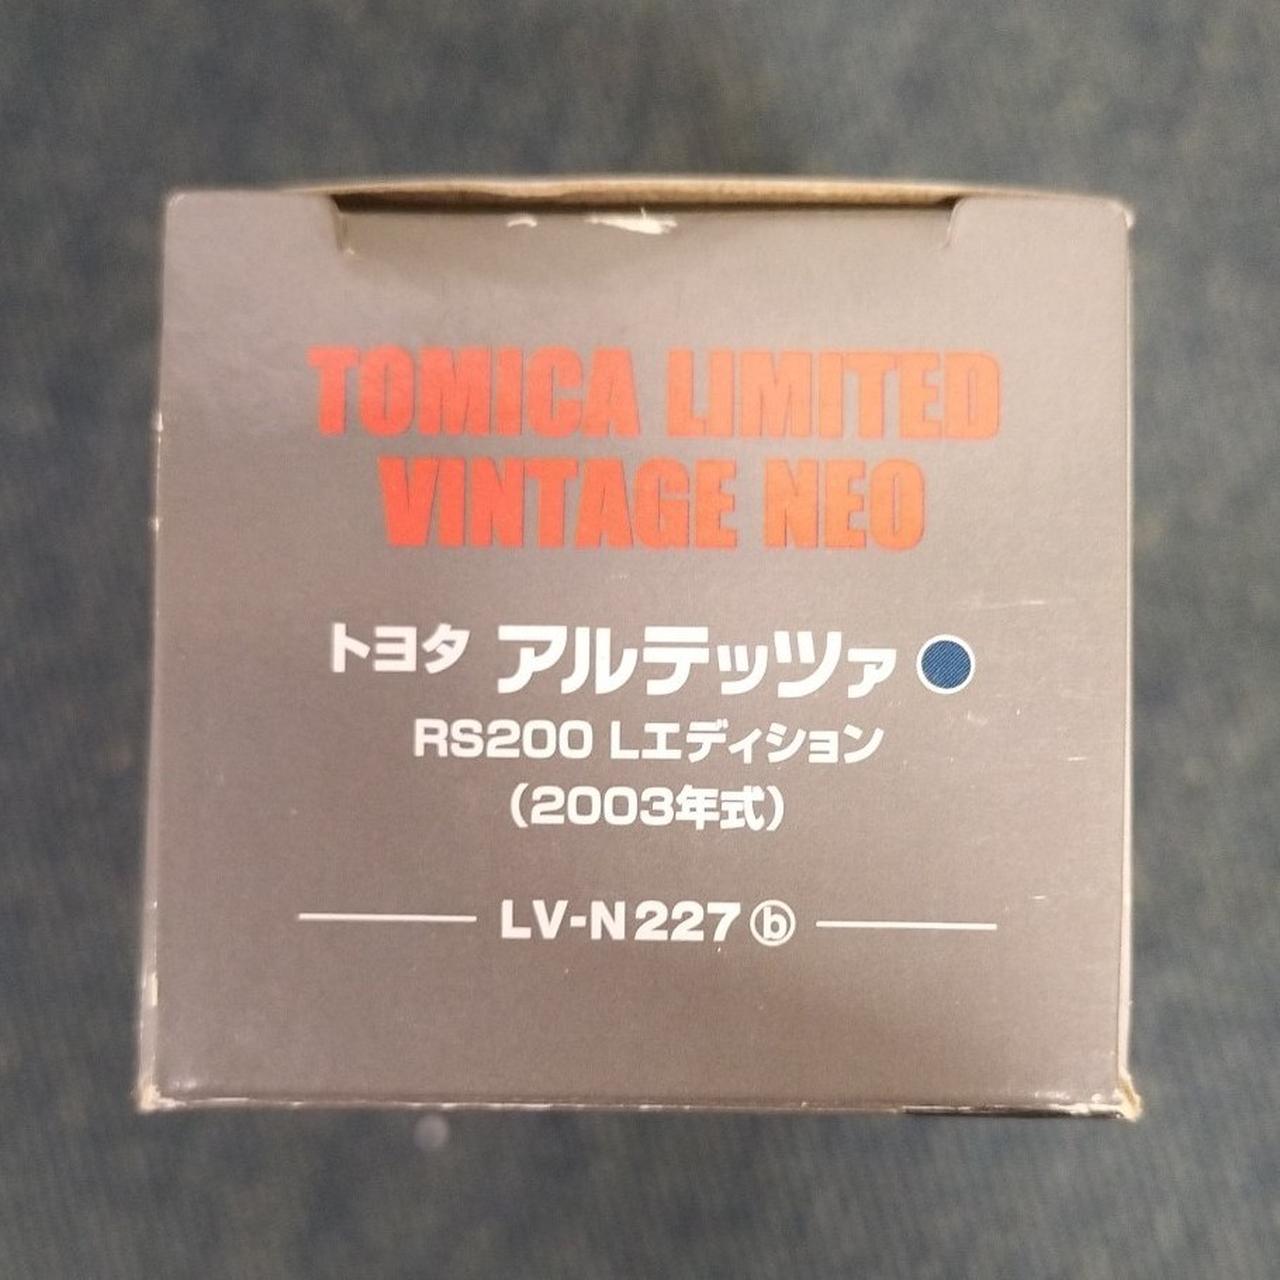 TOMICA LIMITED
VINTAGE NEO
トヨタ アルテッツァ
RS200 Lエディション
（2003年式）
LV-N227ⓑ